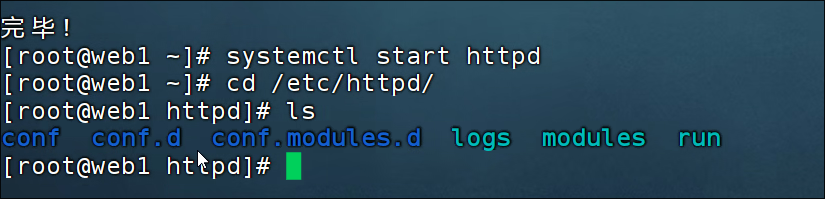 完毕！
[root@web1 ~]# systemctl start httpd
[root@web1 ~]# cd /etc/httpd/
[root@web1 httpd]# ls
conf  conf.d  conf.modules.d  logs  modules  run
[root@web1 httpd]#